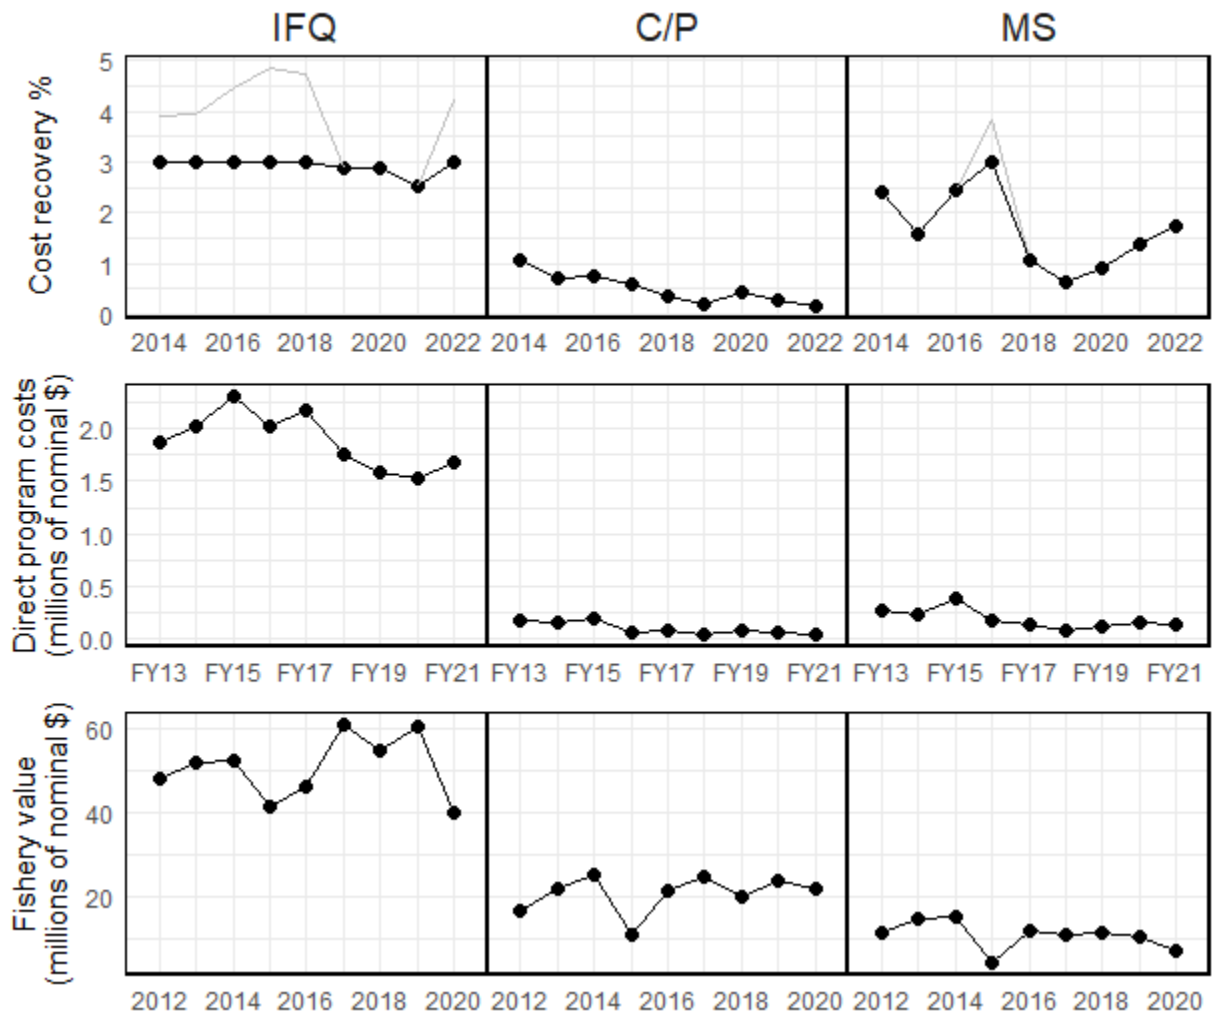 IFQ C/P MS
Cost recovery %
5
4
3
2
1
0
2014 2016 2018 2020 2022 2014 2016 2018 2020 2022 2014 2016 2018 2020 2022
Direct program costs
(millions of nominal $)
2.0
1.5
1.0
0.5
0.0
FY13 FY15 FY17 FY19 FY21 FY13 FY15 FY17 FY19 FY21 FY13 FY15 FY17 FY19 FY21
Fishery value
(millions of nominal $)
60
40
20
2012 2014 2016 2018 2020 2012 2014 2016 2018 2020 2012 2014 2016 2018 2020